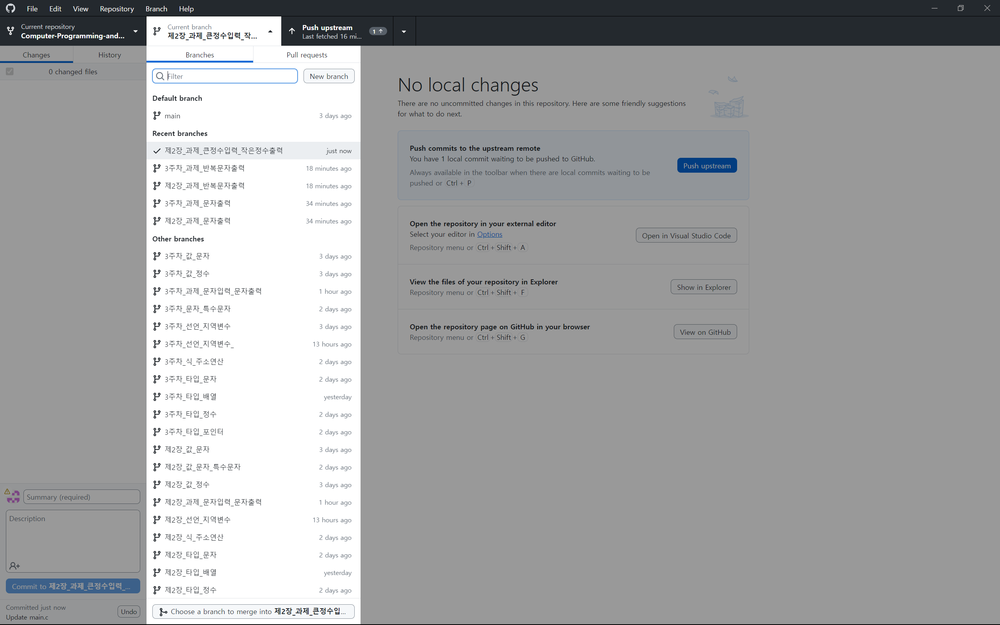 File Edit View Repository Branch Help
Current repository
Computer-Programming-and...
Current branch
제2장_과제_큰정수입력_작...
Push upstream
Last fetched 16 mi...
1
Changes History
0 changed files
Branches Pull requests
Filter
New branch
Default branch
main 3 days ago
Recent branches
제2장_과제_큰정수입력_작은정수출력 just now
3주차_과제_반복문자출력 18 minutes ago
제2장_과제_반복문자출력 18 minutes ago
3주차_과제_문자출력 34 minutes ago
제2장_과제_문자출력 34 minutes ago
Other branches
3주차_값_문자 3 days ago
3주차_값_정수 3 days ago
3주차_과제_문자입력_문자출력 1 hour ago
3주차_문자_특수문자 2 days ago
3주차_선언_지역변수 3 days ago
3주차_선언_지역변수_ 13 hours ago
3주차_식_주소연산 2 days ago
3주차_타입_문자 2 days ago
3주차_타입_배열 yesterday
3주차_타입_정수 2 days ago
3주차_타입_포인터 2 days ago
제2장_값_문자 3 days ago
제2장_값_문자_특수문자 2 days ago
제2장_값_정수 3 days ago
제2장_과제_문자입력_문자출력 1 hour ago
제2장_선언_지역변수 13 hours ago
제2장_식_주소연산 2 days ago
제2장_타입_문자 2 days ago
제2장_타입_배열 yesterday
제2장_타입_정수 2 days ago
Choose a branch to merge into 제2장_과제_큰정수입...
Summary (required)
Description
Commit to 제2장_과제_큰정수입력_...
Committed just now
Update main.c
Undo
No local changes
There are no uncommitted changes in this repository. Here are some friendly suggestions
for what to do next.
Push commits to the upstream remote
You have 1 local commit waiting to be pushed to GitHub.
Always available in the toolbar when there are local commits waiting to be
pushed or Ctrl + P
Push upstream
Open the repository in your external editor
Select your editor in Options
Repository menu or Ctrl + Shift + A
Open in Visual Studio Code
View the files of your repository in Explorer
Repository menu or Ctrl + Shift + F
Show in Explorer
Open the repository page on GitHub in your browser
Repository menu or Ctrl + Shift + G
View on GitHub